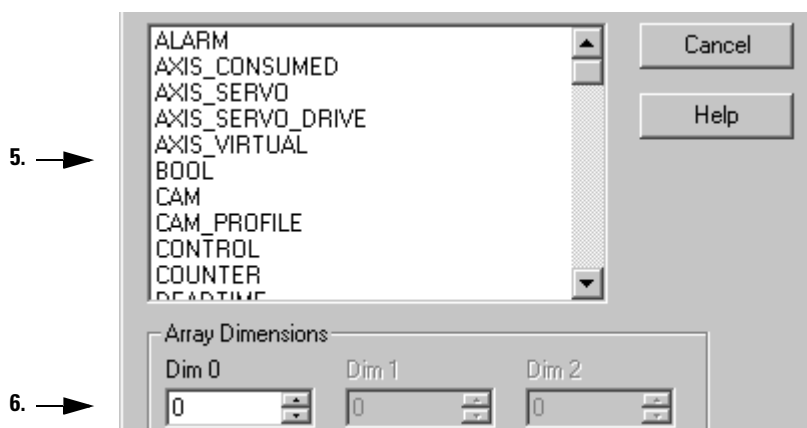 ALARM
AXIS_CONSUMED
AXIS_SERVO
AXIS_SERVO_DRIVE
AXIS_VIRTUAL
BOOL
CAM
CAM_PROFILE
CONTROL
COUNTER
DEADTIME
Cancel
Help
5.
Array Dimensions
Dim 0 Dim 1 Dim 2
6.
0 0 0